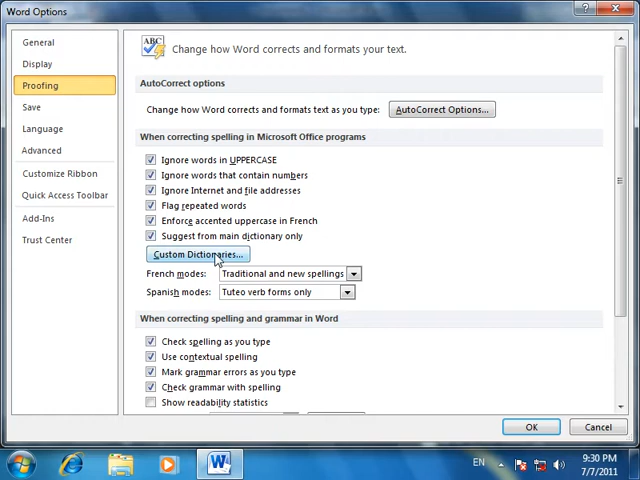 Word Options
General
Display
Proofing
Save
Language
Advanced
Customize Ribbon
Quick Access Toolbar
Add-Ins
Trust Center
ABC
Change how Word corrects and formats your text.
AutoCorrect options
Change how Word corrects and formats text as you type: AutoCorrect Options...
When correcting spelling in Microsoft Office programs
Ignore words in UPPERCASE
Ignore words that contain numbers
Ignore Internet and file addresses
Flag repeated words
Enforce accented uppercase in French
Suggest from main dictionary only
Custom Dictionaries...
French modes: Traditional and new spellings
Spanish modes: Tuteo verb forms only
When correcting spelling and grammar in Word
Check spelling as you type
Use contextual spelling
Mark grammar errors as you type
Check grammar with spelling
Show readability statistics
OK Cancel
EN 9:30 PM
7/7/2011